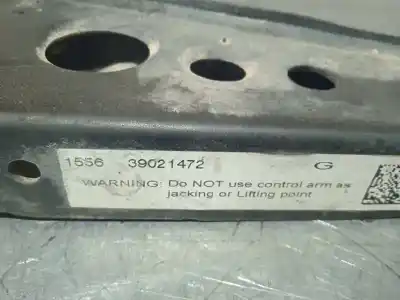 1556 39021472 G
WARNING: Do NOT use control arm as
jacking or Lifting point